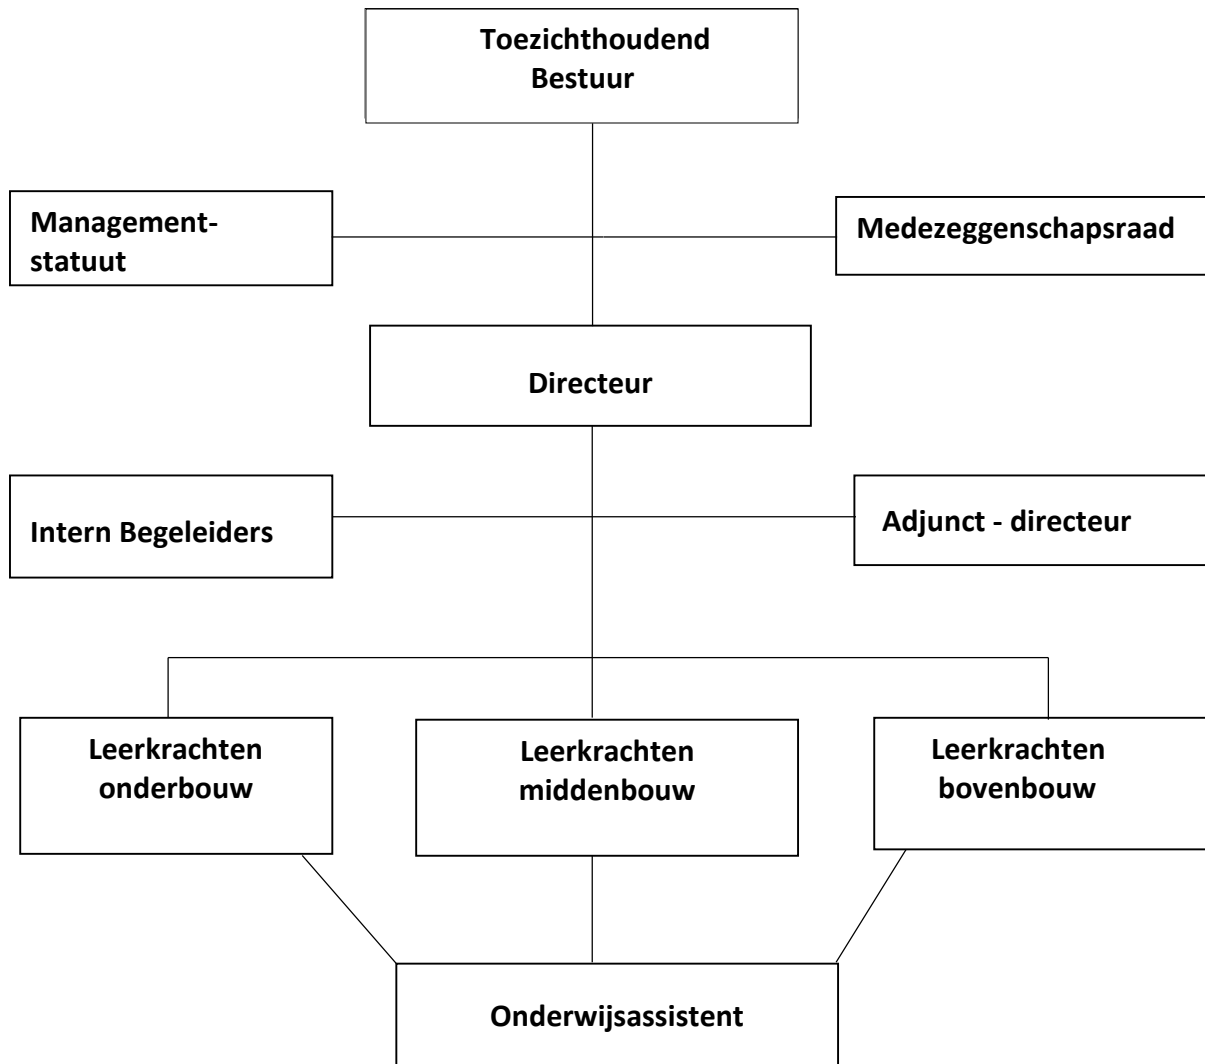 Toezichthoudend
Bestuur
Management-
statuut
Medezeggenschapsraad
Directeur
Intern Begeleiders
Adjunct - directeur
Leerkrachten
onderbouw
Leerkrachten
middenbouw
Leerkrachten
bovenbouw
Onderwijsassistent